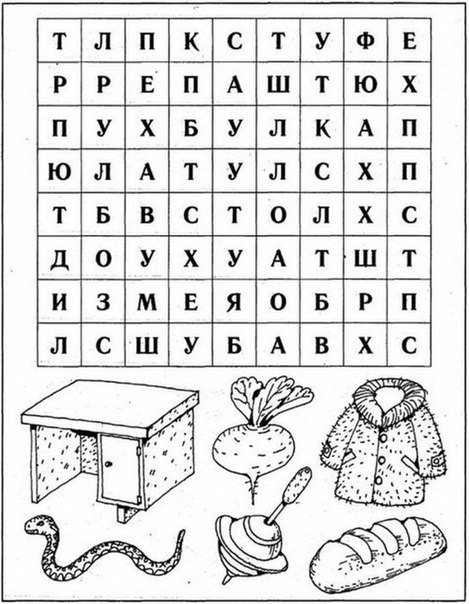 Т Л П К С Т У Ф Е
Р Р Е П А Ш Т Ю Х
П У Х Б У Л К А П
Ю Л А Т У Л С Х П
Т Б В С Т О Л Х С
Д О У Х У А Т Ш Т
И З М Е Я О Б Р П
Л С Ш У Б А В Х С